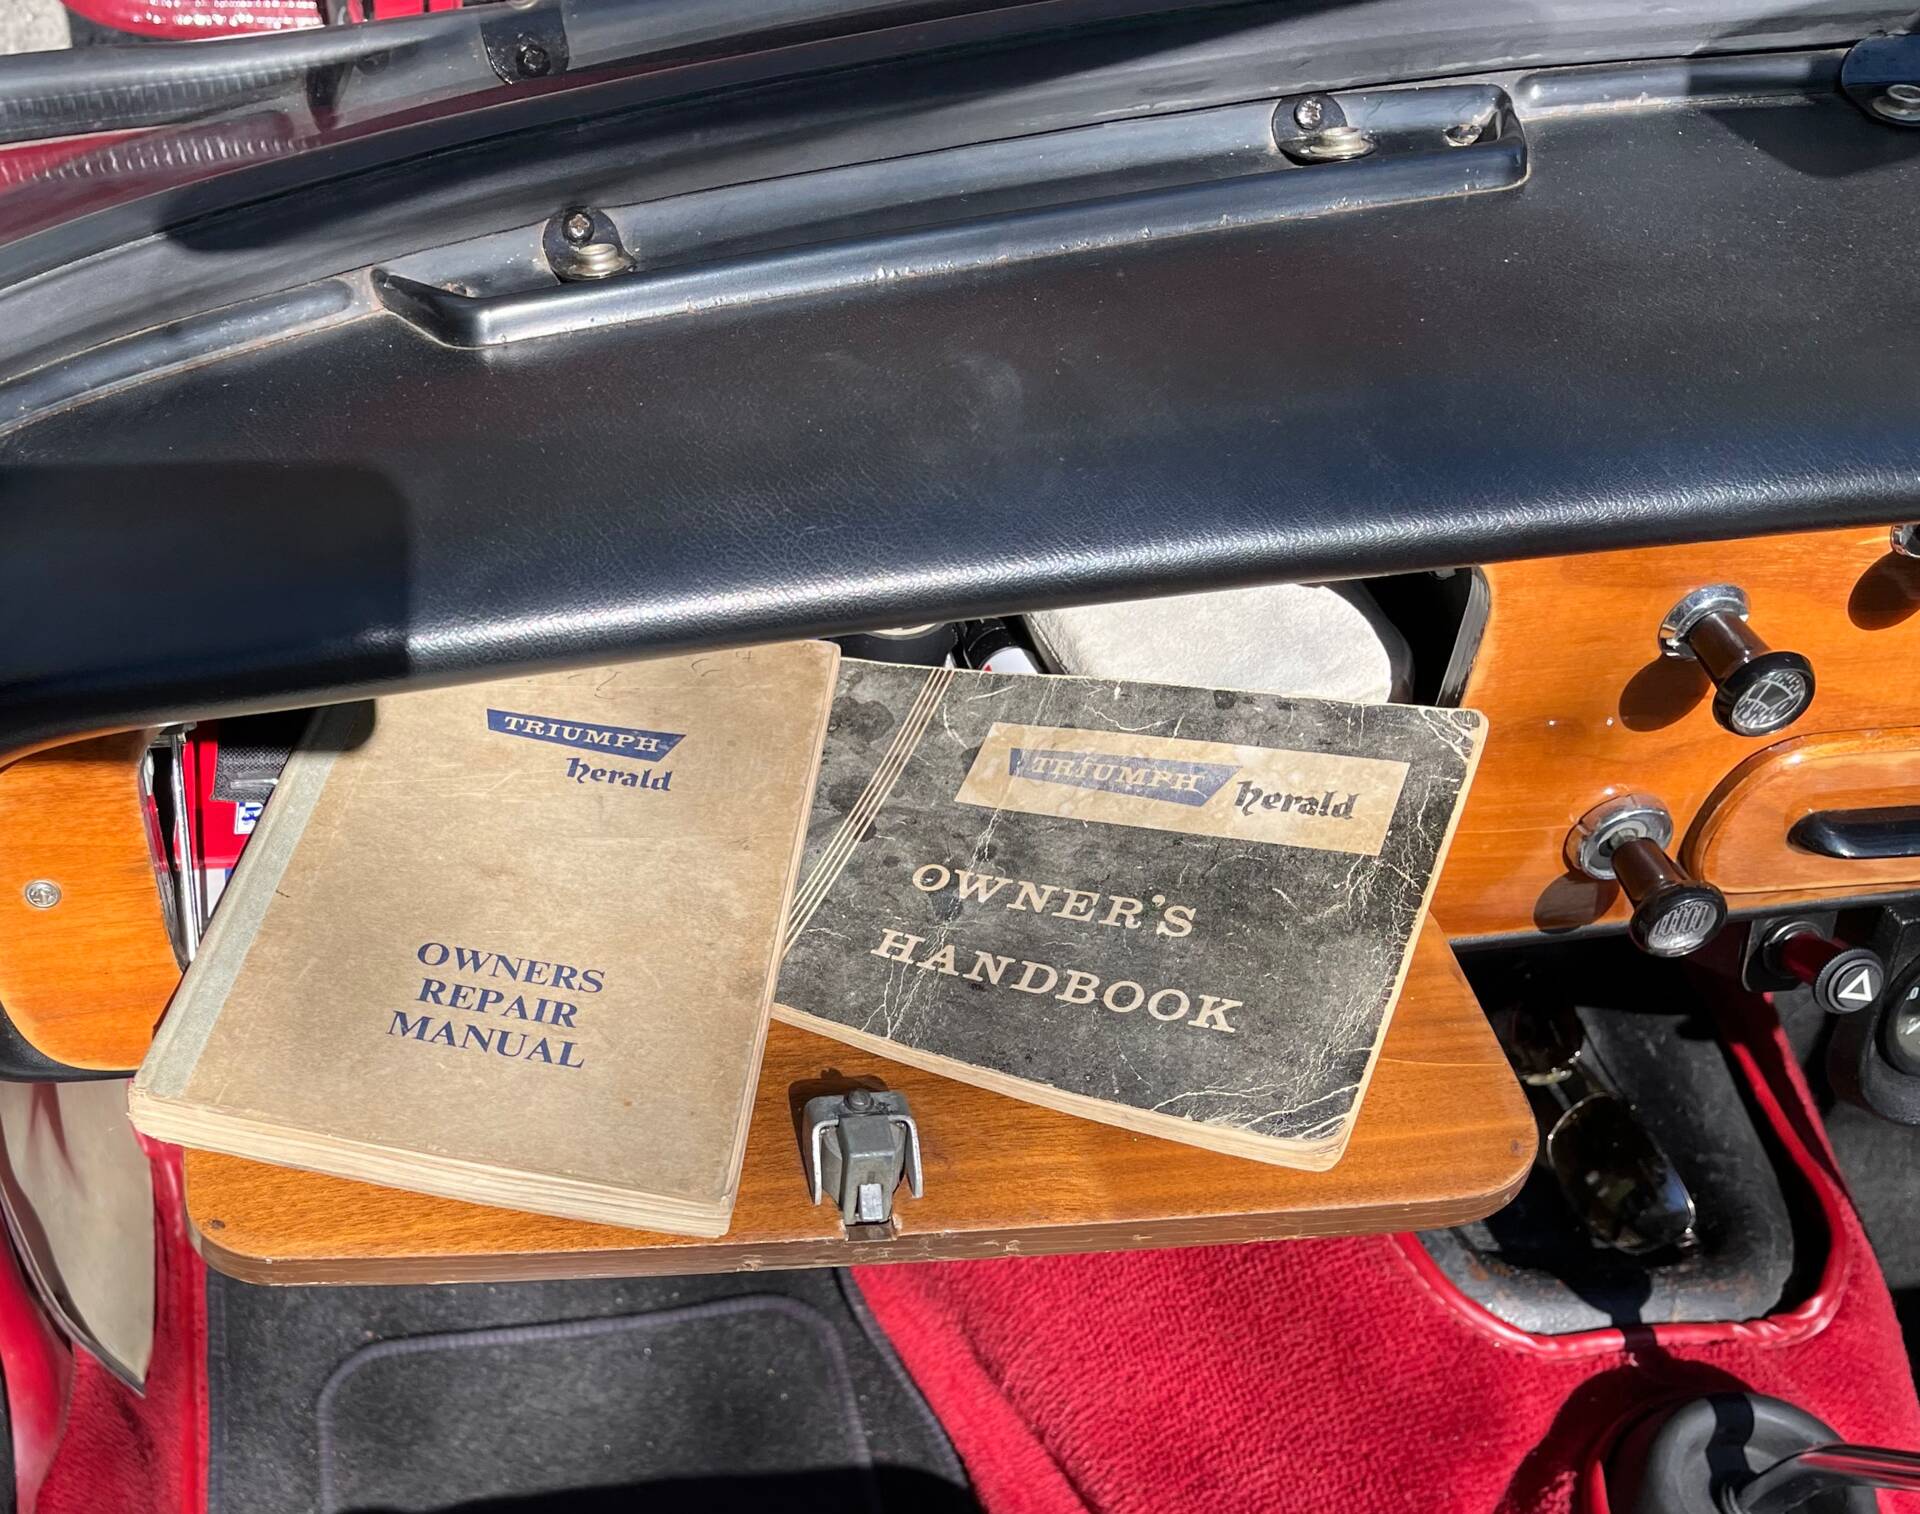 TRIUMPH
herald
OWNERS
REPAIR
MANUAL
TRIUMPH herald
OWNER'S
HANDBOOK